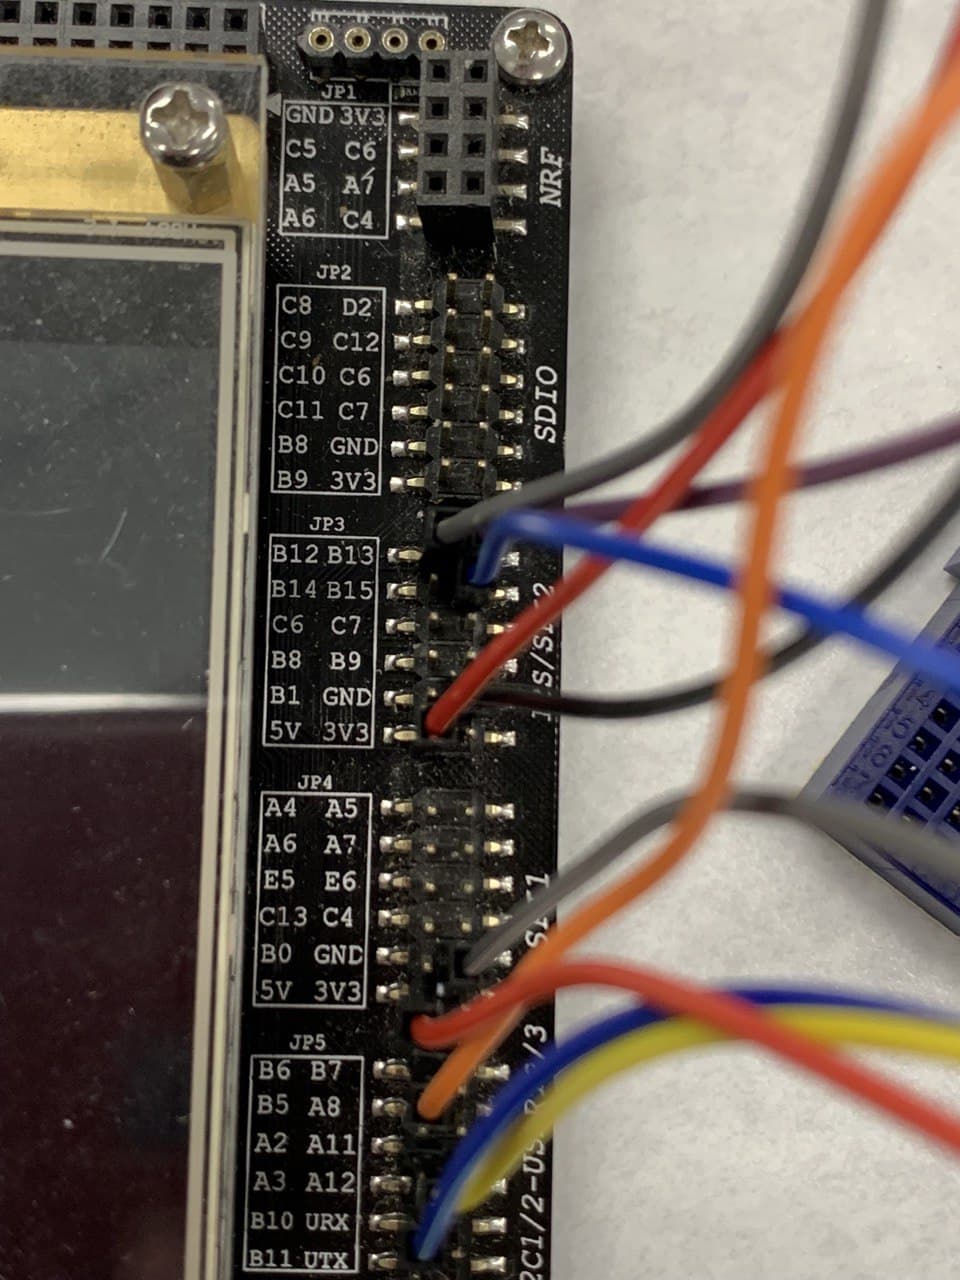 JP1
GND 3V3
C5 C6
A5 A7
A6 C4
NRF
JP2
C8 D2
C9 C12
C10 C6
C11 C7
B8 GND
B9 3V3
SDIO
JP3
B12 B13
B14 B15
C6 C7
B8 B9
B1 GND
5V 3V3
JP4
A4 A5
A6 A7
E5 E6
C13 C4
B0 GND
5V 3V3
JP5
B6 B7
B5 A8
A2 A11
A3 A12
B10 URX
B11 UTX